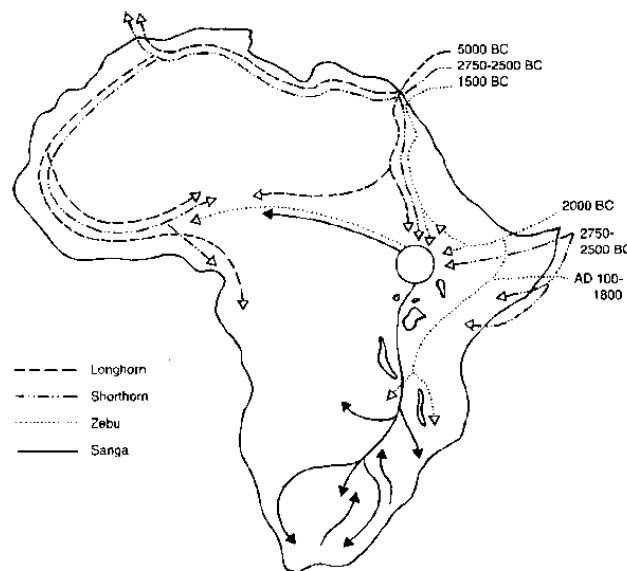 5000 BC
2750-2500 BC
1500 BC
2000 BC
2750-
2500 BC
AD 100-
1800
Longhorn
Shorthorn
Zebu
Sanga